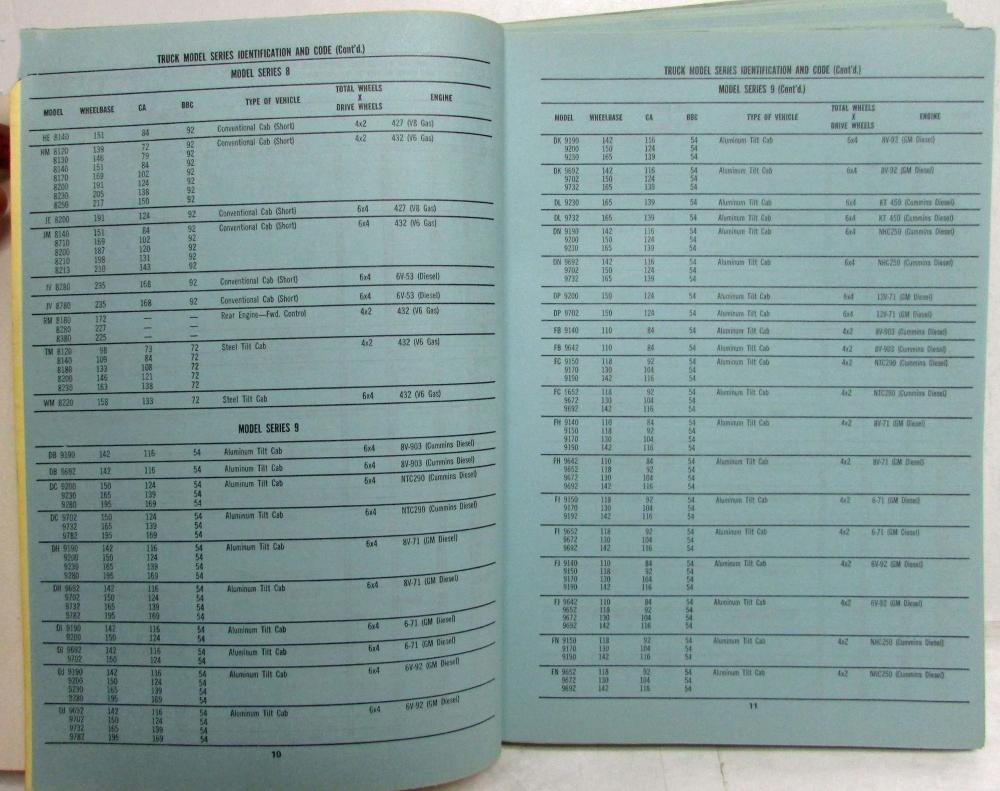 TRUCK MODEL SERIES IDENTIFICATION AND CODE (Cont'd.)
MODEL SERIES 8
MODEL WHEELBASE CA BBC TYPE OF VEHICLE TOTAL WHEELS X DRIVE WHEELS ENGINE
HE 8140 151 84 92 Conventional Cab (Short) 4x2 427 (V8 Gas)
HM 8120 139 72 92 Conventional Cab (Short) 4x2 432 (V6 Gas)
8130 146 79 92
8140 151 84 92
8170 169 102 92
8200 191 124 92
8230 205 138 92
8250 217 150 92
JE 8200 191 124 92 Conventional Cab (Short) 6x4 427 (V8 Gas)
JM 8140 151 84 92 Conventional Cab (Short) 6x4 432 (V6 Gas)
8710 169 102 92
8200 187 120 92
8210 198 131 92
8213 210 143 92
JV 8280 235 168 92 Conventional Cab (Short) 6x4 6V-53 (Diesel)
JV 8780 235 168 92 Conventional Cab (Short) 6x4 6V-53 (Diesel)
RM 8180 172 — — Rear Engine—Fwd. Control 4x2 432 (V6 Gas)
8280 227 — —
8380 225 — —
TM 8120 98 73 72 Steel Tilt Cab 4x2 432 (V6 Gas)
8140 109 84 72
8180 133 108 72
8200 146 121 72
8230 163 138 72
WM 8220 158 133 72 Steel Tilt Cab 6x4 432 (V6 Gas)
MODEL SERIES 9
DB 9190 142 116 54 Aluminum Tilt Cab 6x4 8V-903 (Cummins Diesel)
DB 9692 142 116 54 Aluminum Tilt Cab 6x4 8V-903 (Cummins Diesel)
DC 9200 150 124 54 Aluminum Tilt Cab 6x4 NTC290 (Cummins Diesel)
9230 165 139 54
9280 195 169 54
DC 9702 150 124 54 Aluminum Tilt Cab 6x4 NTC290 (Cummins Diesel)
9732 165 139 54
9782 195 169 54
DH 9190 142 116 54 Aluminum Tilt Cab 6x4 8V-71 (GM Diesel)
9200 150 124 54
9230 165 139 54
9280 195 169 54
DH 9692 142 116 54 Aluminum Tilt Cab 6x4 8V-71 (GM Diesel)
9702 150 124 54
9732 165 139 54
9782 195 169 54
DI 9190 142 116 54 Aluminum Tilt Cab 6x4 6-71 (GM Diesel)
9200 150 124 54
DI 9692 142 116 54 Aluminum Tilt Cab 6x4 6-71 (GM Diesel)
9702 150 124 54
DJ 9190 142 116 54 Aluminum Tilt Cab 6x4 6V-92 (GM Diesel)
9200 150 124 54
9230 165 139 54
9280 195 169 54
DJ 9692 142 116 54 Aluminum Tilt Cab 6x4 6V-92 (GM Diesel)
9702 150 124 54
9732 165 139 54
9782 195 169 54
10
TRUCK MODEL SERIES IDENTIFICATION AND CODE (Cont'd.)
MODEL SERIES 9 (Cont'd.)
MODEL WHEELBASE CA BBC TYPE OF VEHICLE TOTAL WHEELS X DRIVE WHEELS ENGINE
DK 9190 142 116 54 Aluminum Tilt Cab 6x4 8V-92 (GM Diesel)
9200 150 124 54
9230 165 139 54
DK 9692 142 116 54 Aluminum Tilt Cab 6x4 8V-92 (GM Diesel)
9702 150 124 54
9732 165 139 54
DL 9230 165 139 54 Aluminum Tilt Cab 6x4 KT 450 (Cummins Diesel)
DL 9732 165 139 54 Aluminum Tilt Cab 6x4 KT 450 (Cummins Diesel)
DN 9190 142 116 54 Aluminum Tilt Cab 6x4 NHC250 (Cummins Diesel)
9200 150 124 54
9230 165 139 54
DN 9692 142 116 54 Aluminum Tilt Cab 6x4 NHC250 (Cummins Diesel)
9702 150 124 54
9732 165 139 54
DP 9200 150 124 54 Aluminum Tilt Cab 6x4 12V-71 (GM Diesel)
DP 9702 150 124 54 Aluminum Tilt Cab 6x4 12V-71 (GM Diesel)
FB 9140 110 84 54 Aluminum Tilt Cab 4x2 8V-903 (Cummins Diesel)
FB 9642 110 84 54 Aluminum Tilt Cab 4x2 8V-903 (Cummins Diesel)
FC 9150 118 92 54 Aluminum Tilt Cab 4x2 NTC290 (Cummins Diesel)
9170 130 104 54
9190 142 116 54
FC 9652 118 92 54 Aluminum Tilt Cab 4x2 NTC290 (Cummins Diesel)
9672 130 104 54
9692 142 116 54
FH 9140 110 84 54 Aluminum Tilt Cab 4x2 8V-71 (GM Diesel)
9150 118 92 54
9170 130 104 54
9190 142 116 54
FH 9642 110 84 54 Aluminum Tilt Cab 4x2 8V-71 (GM Diesel)
9652 118 92 54
9672 130 104 54
9692 142 116 54
FI 9150 118 92 54 Aluminum Tilt Cab 4x2 6-71 (GM Diesel)
9170 130 104 54
9192 142 116 54
FI 9652 118 92 54 Aluminum Tilt Cab 4x2 6-71 (GM Diesel)
9672 130 104 54
9692 142 116 54
FJ 9140 110 84 54 Aluminum Tilt Cab 4x2 6V-92 (GM Diesel)
9150 118 92 54
9170 130 104 54
9190 142 116 54
FJ 9642 110 84 54 Aluminum Tilt Cab 4x2 6V-92 (GM Diesel)
9652 118 92 54
9672 130 104 54
9692 142 116 54
FN 9150 118 92 54 Aluminum Tilt Cab 4x2 NHC250 (Cummins Diesel)
9170 130 104 54
9190 142 116 54
FN 9652 118 92 54 Aluminum Tilt Cab 4x2 NHC250 (Cummins Diesel)
9672 130 104 54
9692 142 116 54
11